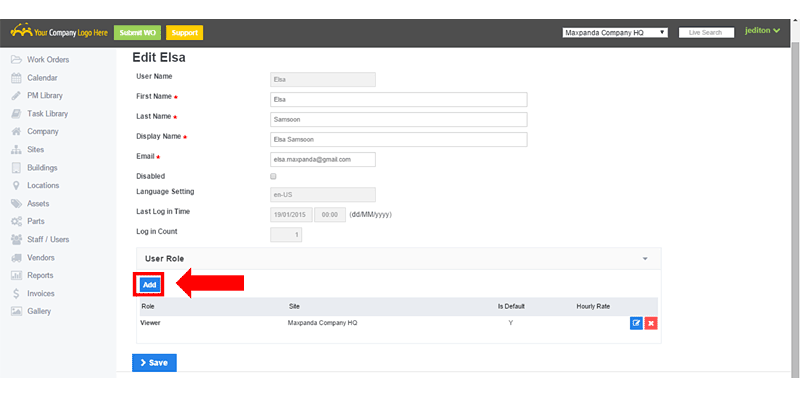 Your Company Logo Here Submit WO Support Maxpanda Company HQ Live Search jediton
Edit Elsa
Work Orders
Calendar
PM Library
Task Library
Company
Sites
Buildings
Locations
Assets
Parts
Staff / Users
Vendors
Reports
Invoices
Gallery
User Name Elsa
First Name * Elsa
Last Name * Samsoon
Display Name * Elsa Samsoon
Email * elsa.maxpanda@gmail.com
Disabled
Language Setting en-US
Last Log in Time 19/01/2015 00:00 (dd/MM/yyyy)
Log in Count 1
User Role
Add
Role Site Is Default Hourly Rate
Viewer Maxpanda Company HQ Y
Save